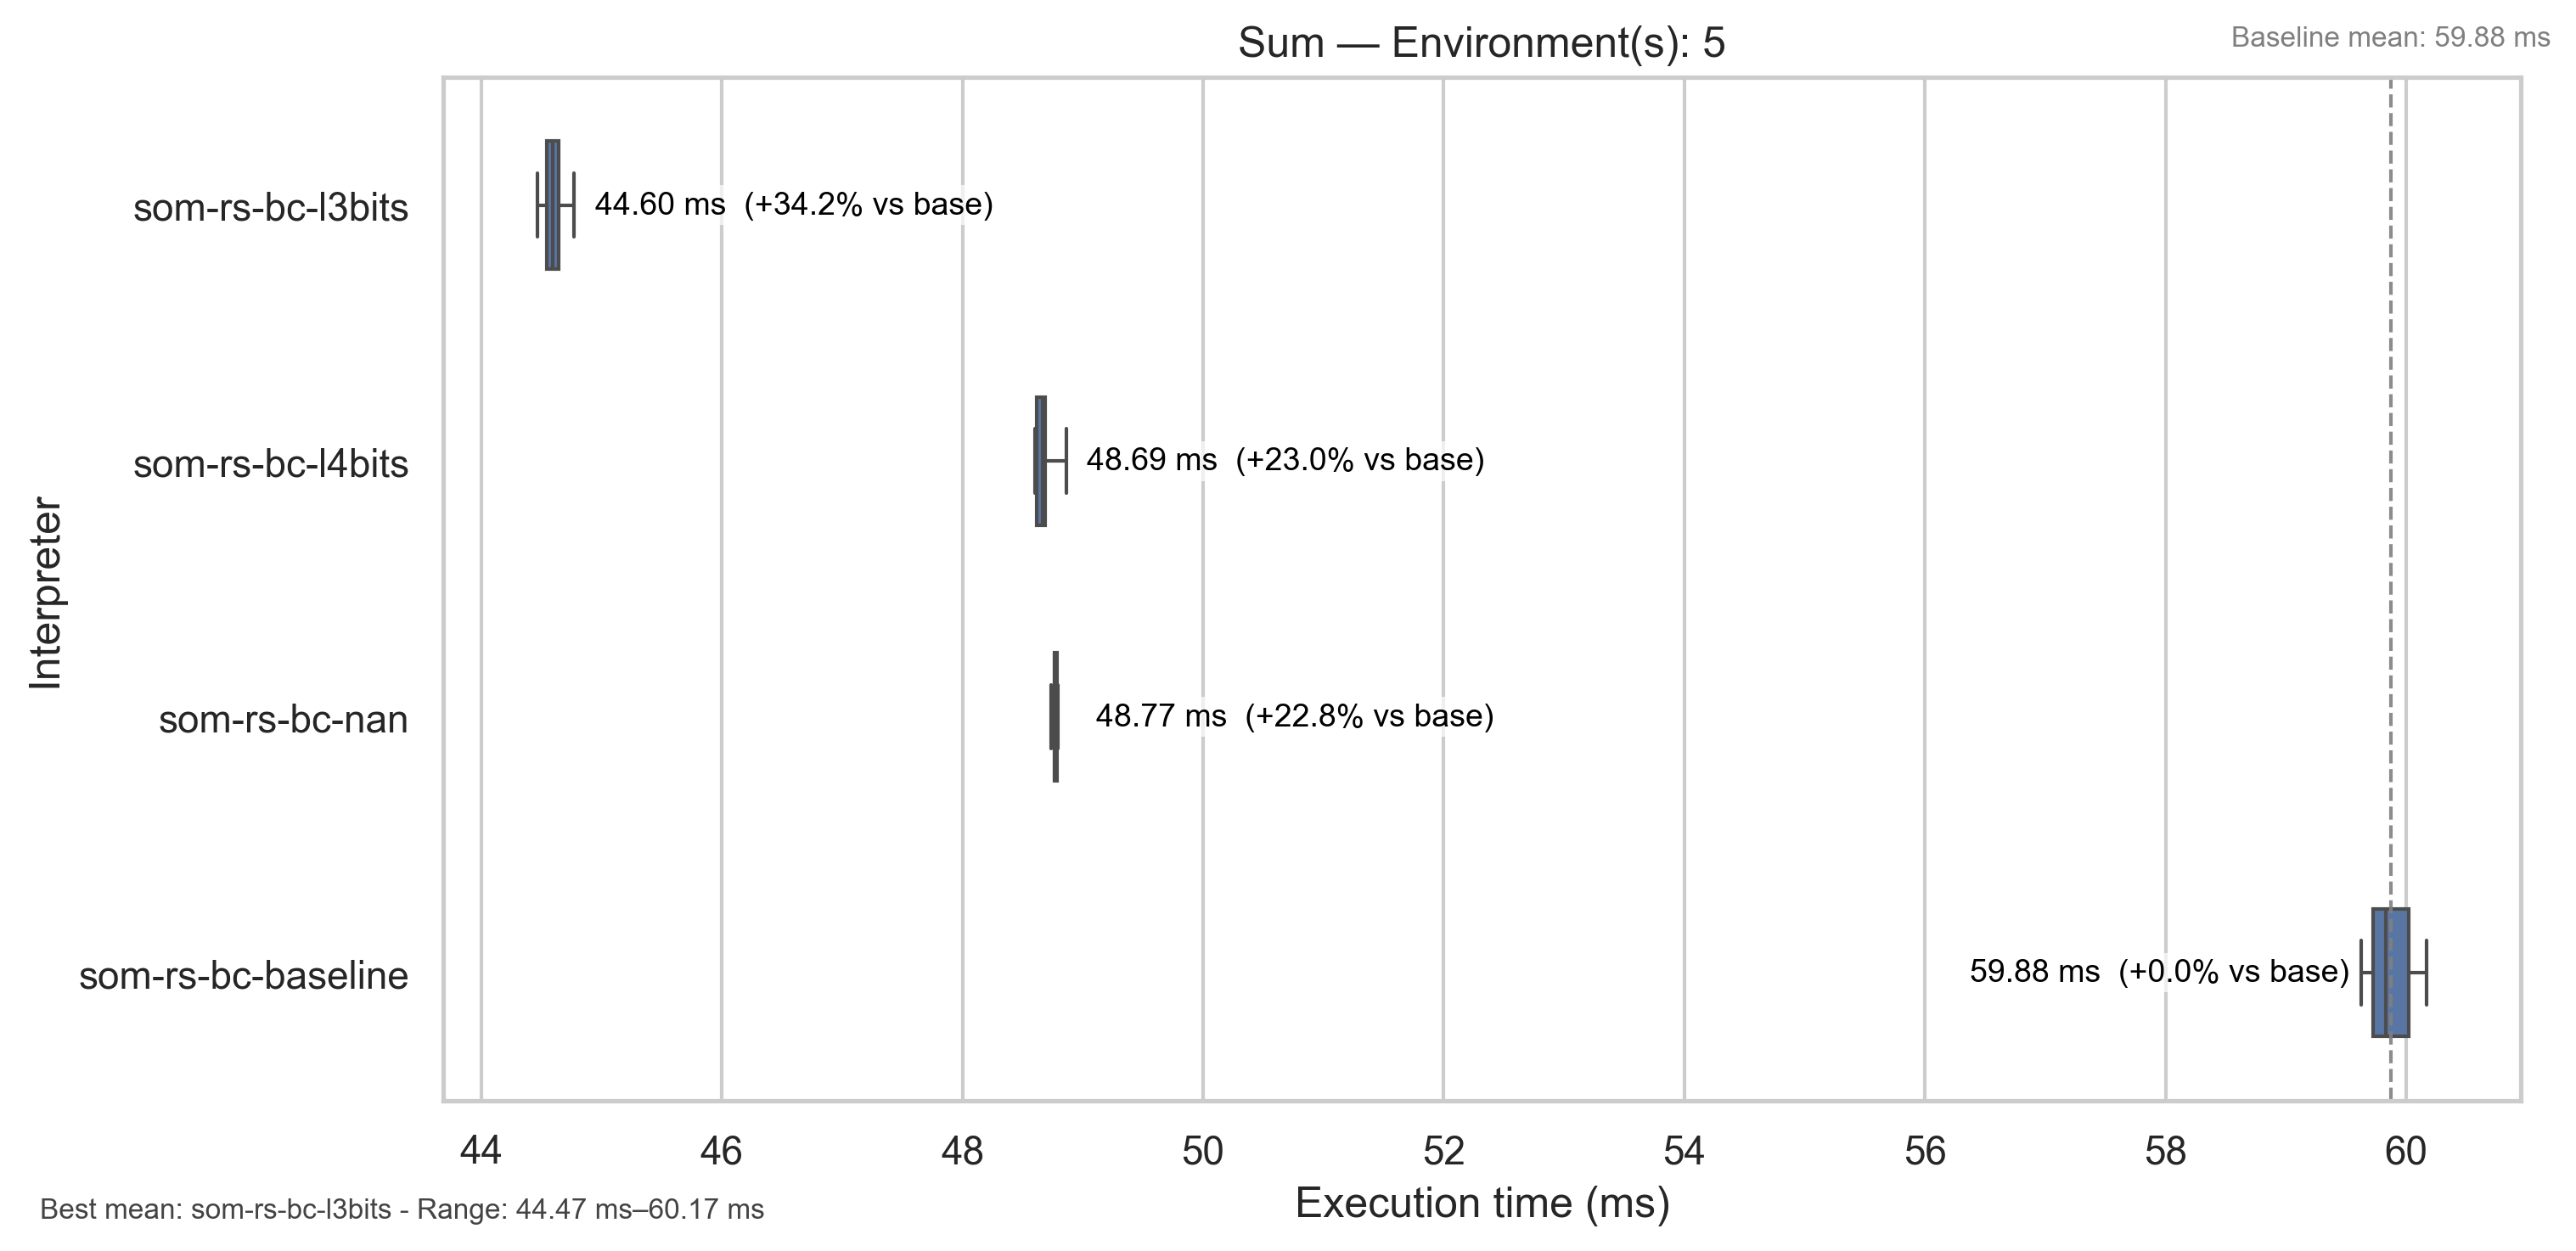 Sum — Environment(s): 5
Baseline mean: 59.88 ms
som-rs-bc-l3bits
44.60 ms  (+34.2% vs base)
som-rs-bc-l4bits
48.69 ms  (+23.0% vs base)
Interpreter
som-rs-bc-nan
48.77 ms  (+22.8% vs base)
som-rs-bc-baseline
59.88 ms  (+0.0% vs base)
44 46 48 50 52 54 56 58 60
Execution time (ms)
Best mean: som-rs-bc-l3bits - Range: 44.47 ms–60.17 ms